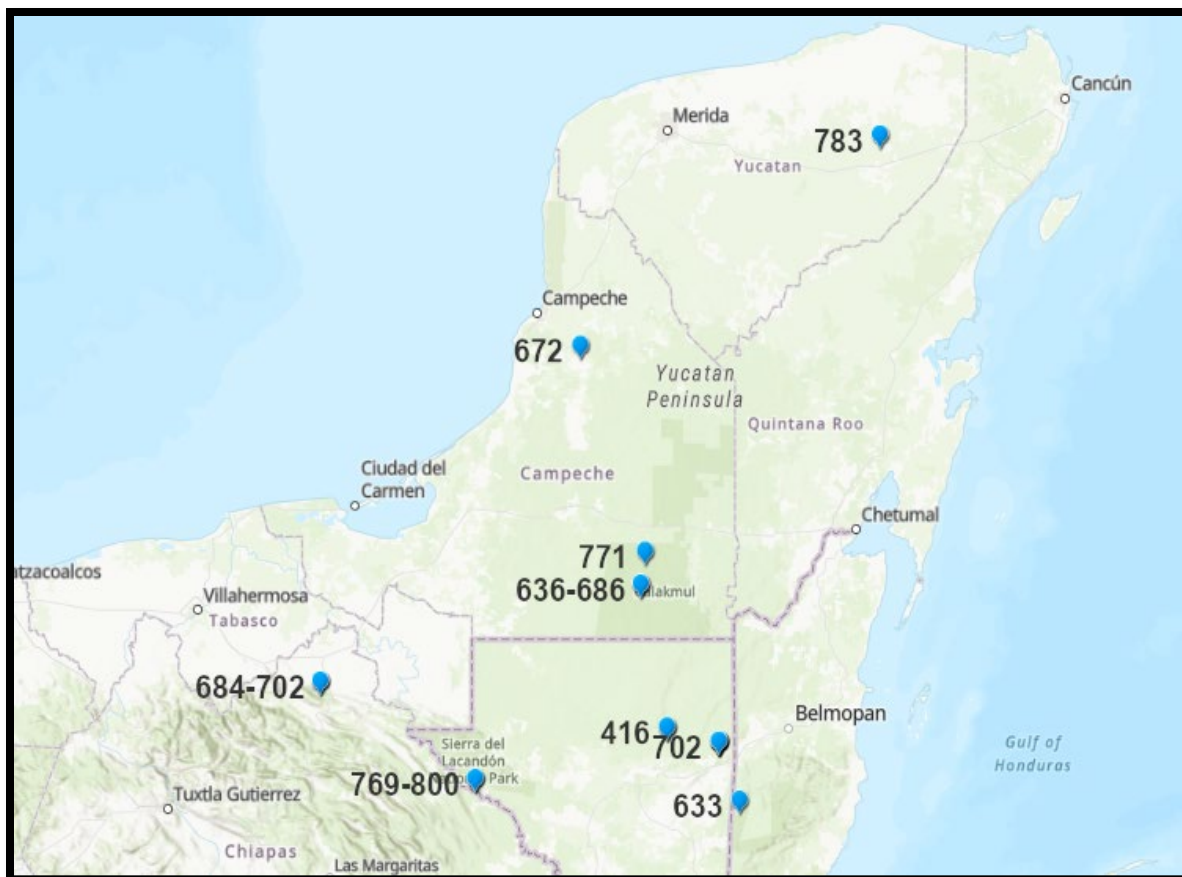 Cancún
Merida
783
Yucatan
Campeche
672
Yucatan
Peninsula
Quintana Roo
Ciudad del
Carmen
Campeche
Chetumal
771
atzacoalcos
636-686
Villahermosa
Tabasco
684-702
Belmopan
416
702
Sierra del
Lacandón
Park
Gulf of
Honduras
769-800
Tuxtla Gutierrez
633
Chiapas
Las Margaritas